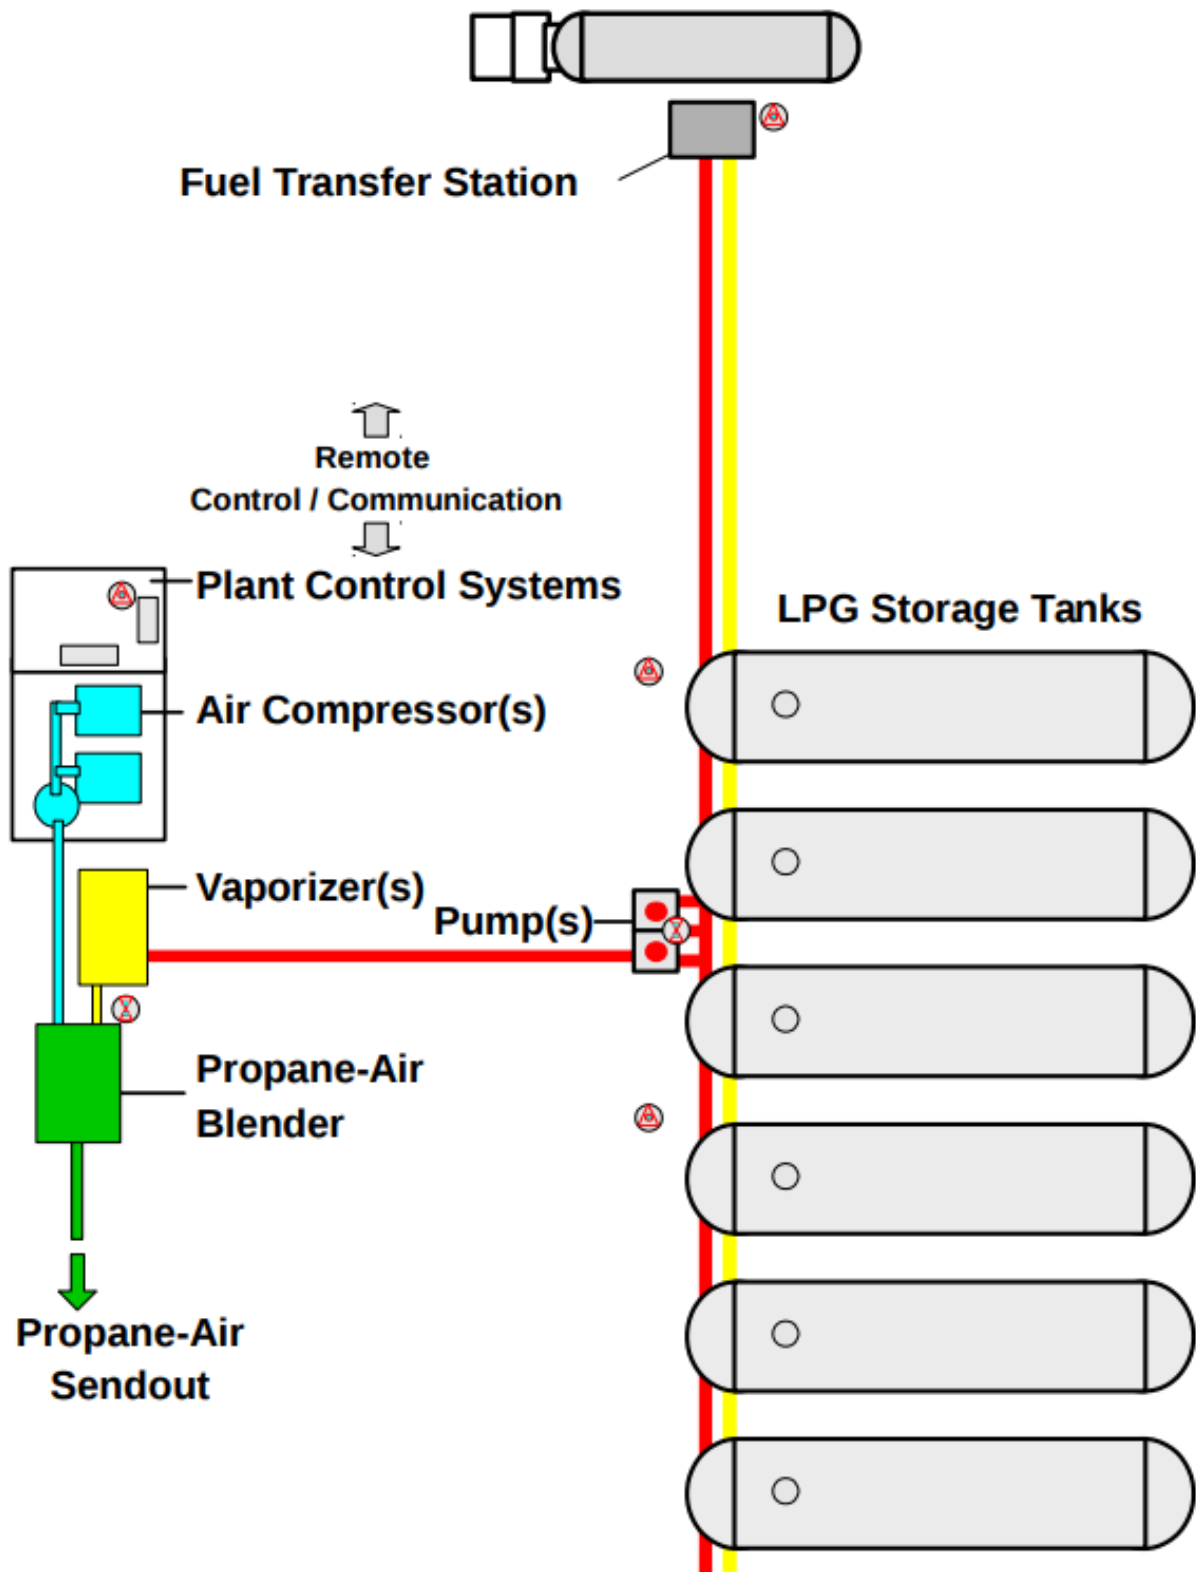 Fuel Transfer Station
Remote
Control / Communication
Plant Control Systems
LPG Storage Tanks
Air Compressor(s)
Vaporizer(s)
Pump(s)
Propane-Air
Blender
Propane-Air
Sendout